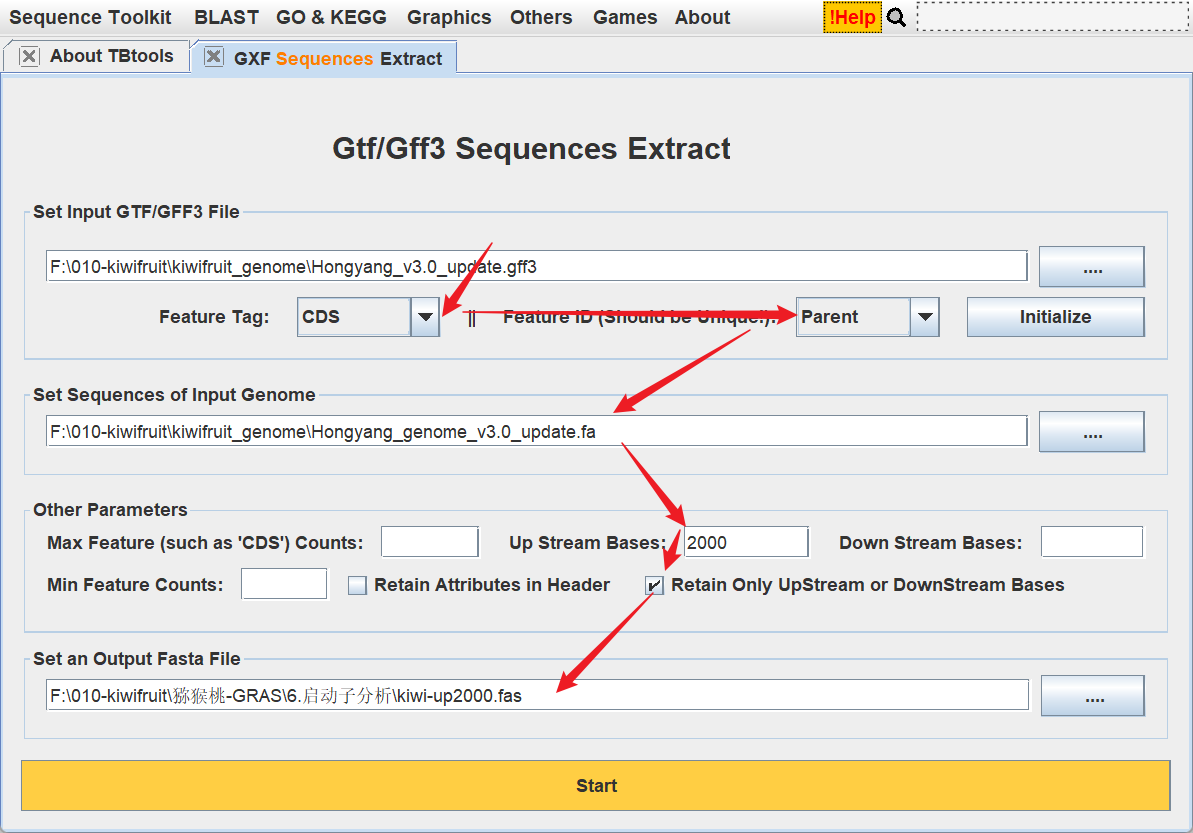 Sequence Toolkit BLAST GO & KEGG Graphics Others Games About !Help
About TBtools GXF Sequences Extract
Gtf/Gff3 Sequences Extract
Set Input GTF/GFF3 File
F:\010-kiwifruit\kiwifruit_genome\Hongyang_v3.0_update.gff3 ....
Feature Tag: CDS || Feature ID (Should be Unique!): Parent Initialize
Set Sequences of Input Genome
F:\010-kiwifruit\kiwifruit_genome\Hongyang_genome_v3.0_update.fa ....
Other Parameters
Max Feature (such as 'CDS') Counts: Up Stream Bases: 2000 Down Stream Bases:
Min Feature Counts: Retain Attributes in Header Retain Only UpStream or DownStream Bases
Set an Output Fasta File
F:\010-kiwifruit\猕猴桃-GRAS\6.启动子分析\kiwi-up2000.fas ....
Start